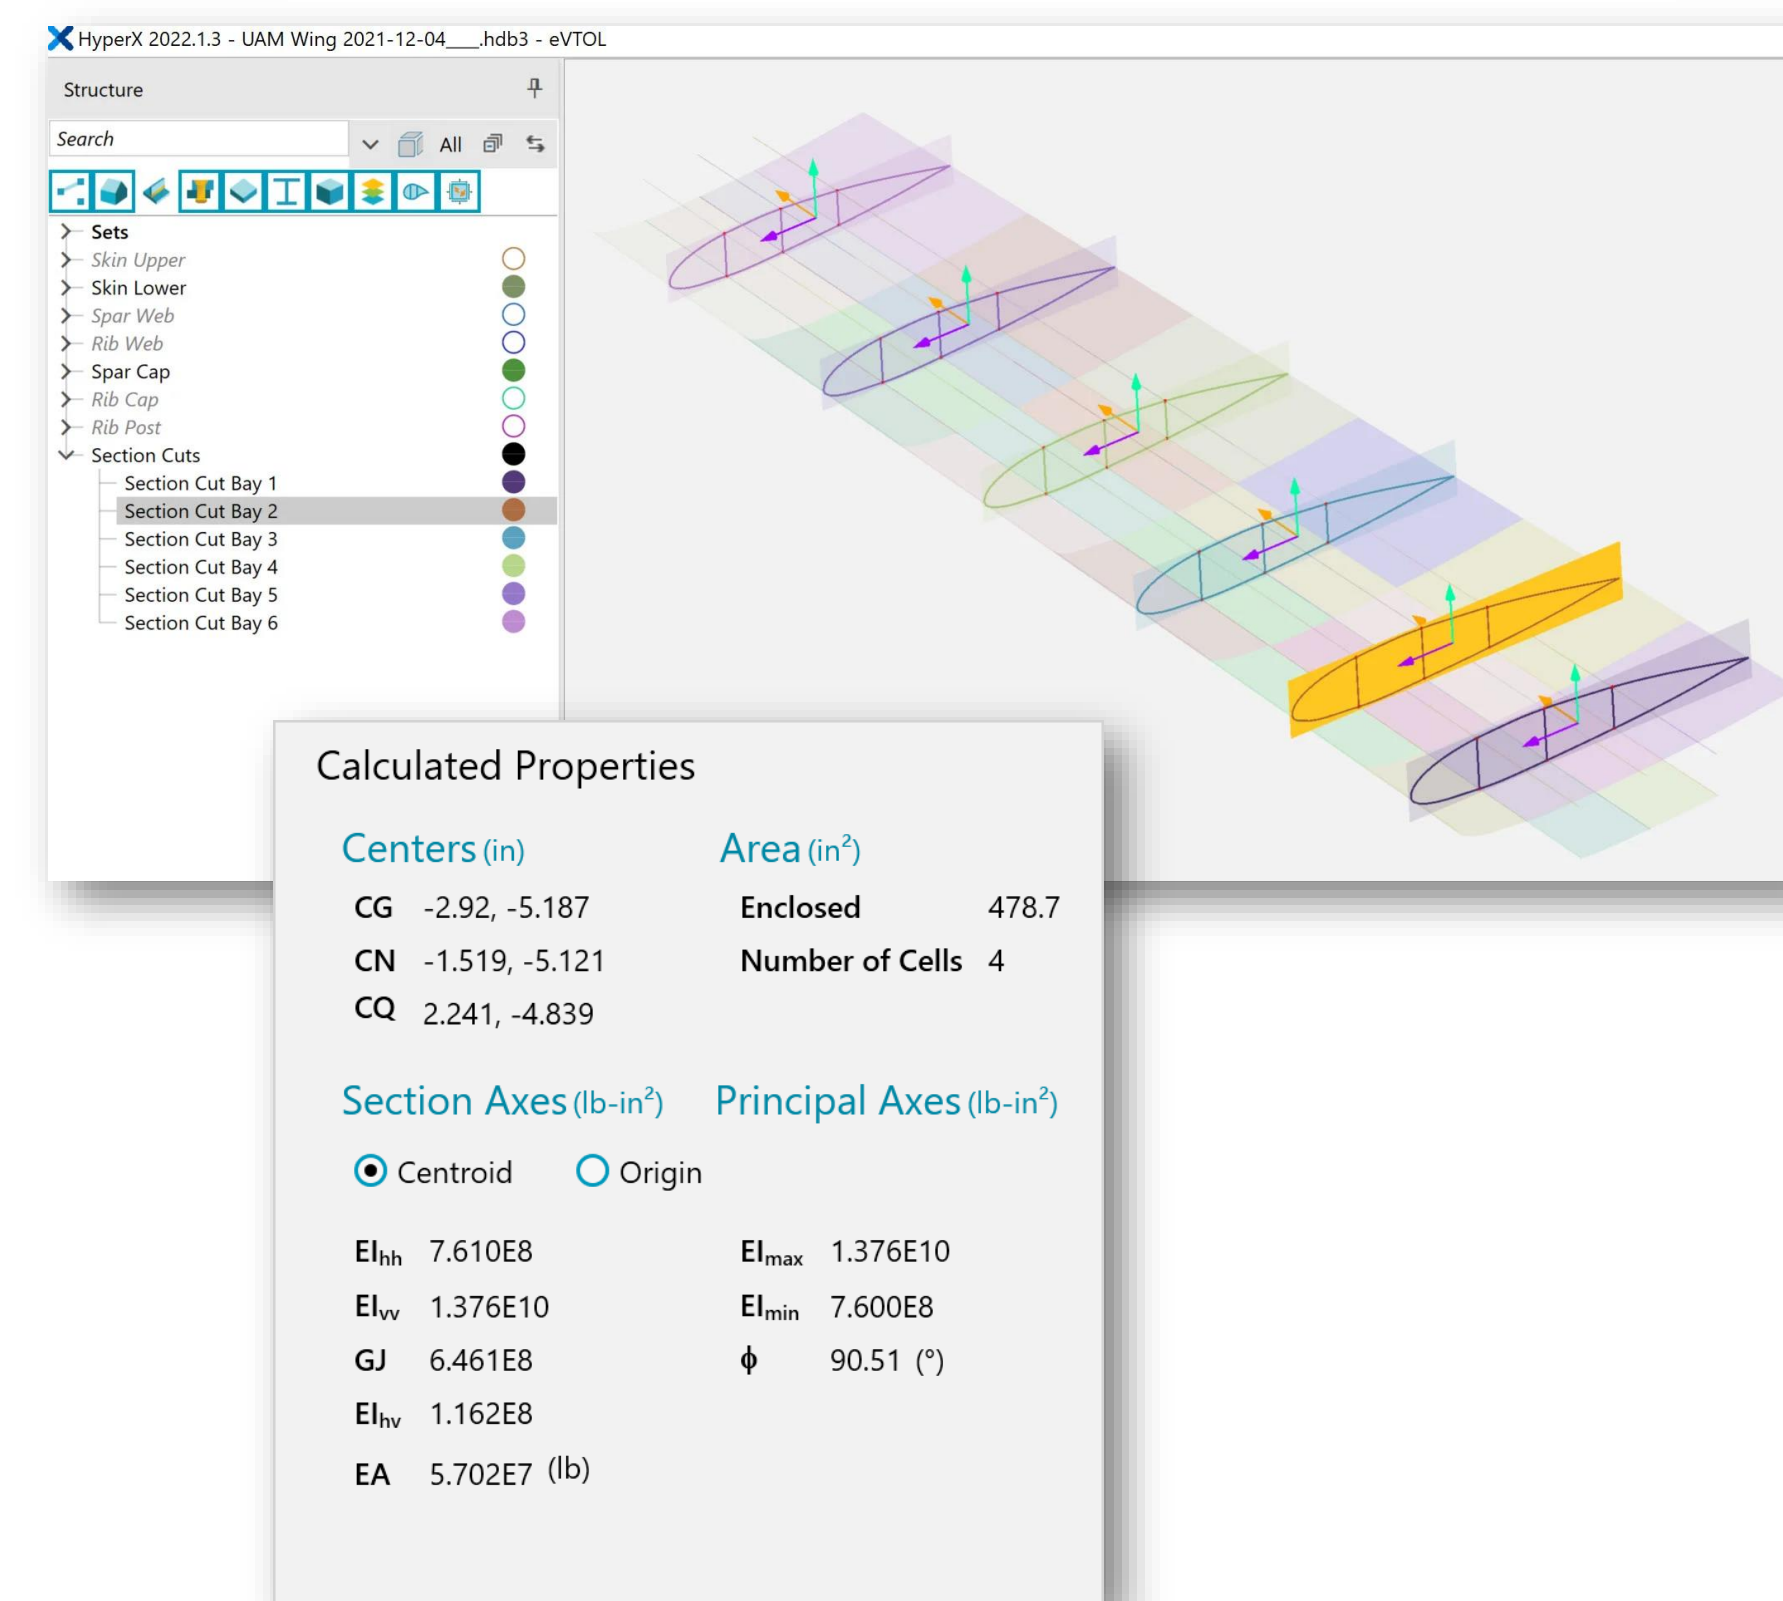 HyperX 2022.1.3 - UAM Wing 2021-12-04___.hdb3 - eVTOL
Structure
Search
All
Sets
Skin Upper
Skin Lower
Spar Web
Rib Web
Spar Cap
Rib Cap
Rib Post
Section Cuts
Section Cut Bay 1
Section Cut Bay 2
Section Cut Bay 3
Section Cut Bay 4
Section Cut Bay 5
Section Cut Bay 6
Calculated Properties
Centers (in)
CG -2.92, -5.187
CN -1.519, -5.121
CQ 2.241, -4.839
Area (in²)
Enclosed 478.7
Number of Cells 4
Section Axes (lb-in²)
Centroid Origin
EIhh 7.610E8
EIvv 1.376E10
GJ 6.461E8
EIhv 1.162E8
EA 5.702E7 (lb)
Principal Axes (lb-in²)
EImax 1.376E10
EImin 7.600E8
ϕ 90.51 (°)